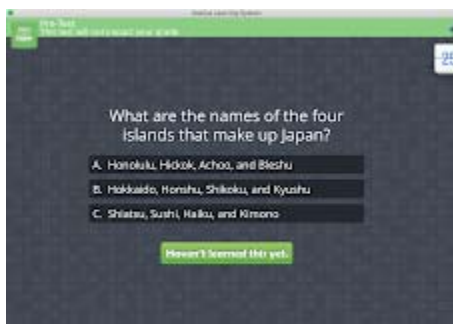 Pre-Test
What are the names of the four
islands that make up Japan?
A. Honolulu, Hickok, Achoo, and Bleshu
B. Hokkaido, Honshu, Shikoku, and Kyushu
C. Shiatsu, Sushi, Haiku, and Kimono
Haven't learned this yet.